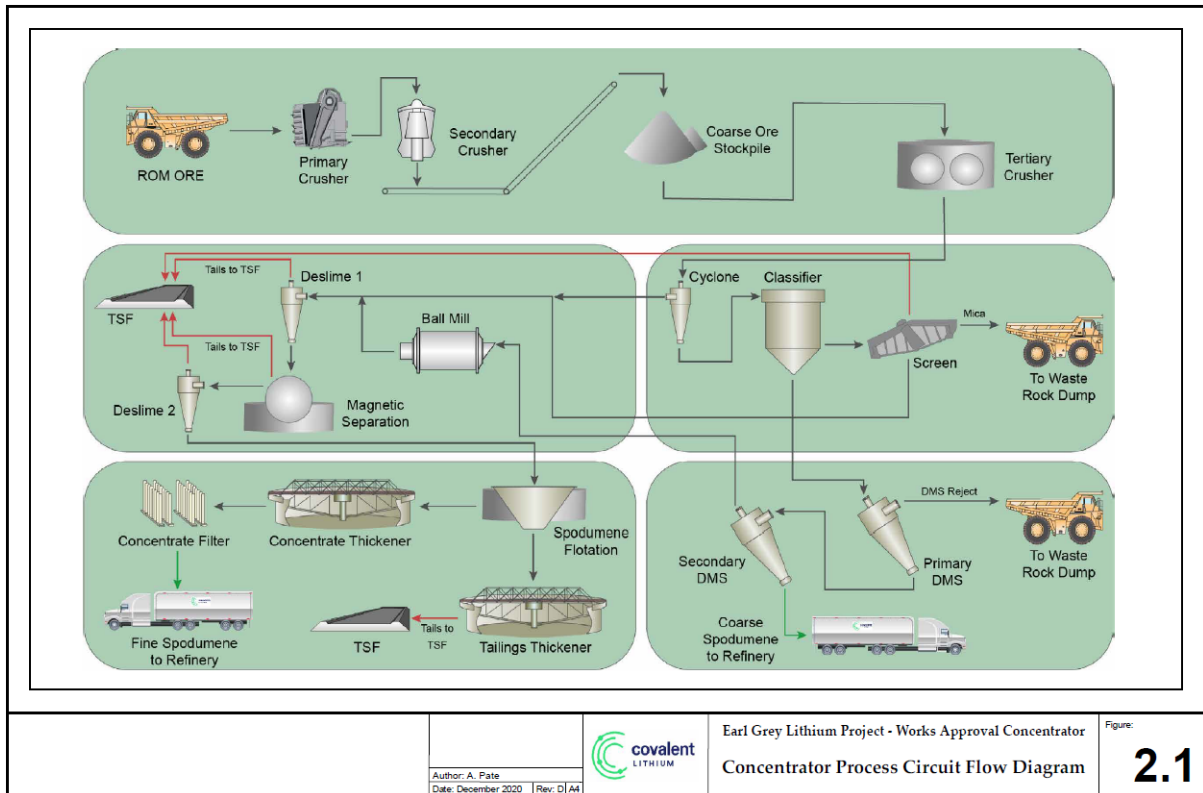 ROM ORE
Primary
Crusher
Secondary
Crusher
Coarse Ore
Stockpile
Tertiary
Crusher
TSF
Tails to TSF
Deslime 1
Tails to TSF
Deslime 2
Magnetic
Separation
Ball Mill
Cyclone
Classifier
Screen
Mica
To Waste
Rock Dump
Concentrate Filter
Concentrate Thickener
Spodumene
Flotation
Fine Spodumene
to Refinery
TSF
Tails to
TSF
Tailings Thickener
Secondary
DMS
Primary
DMS
DMS Reject
To Waste
Rock Dump
Coarse
Spodumene
to Refinery
Author: A. Pate
Date: December 2020 Rev: D A4
covalent
LITHIUM
Earl Grey Lithium Project - Works Approval Concentrator
Concentrator Process Circuit Flow Diagram
Figure:
2.1